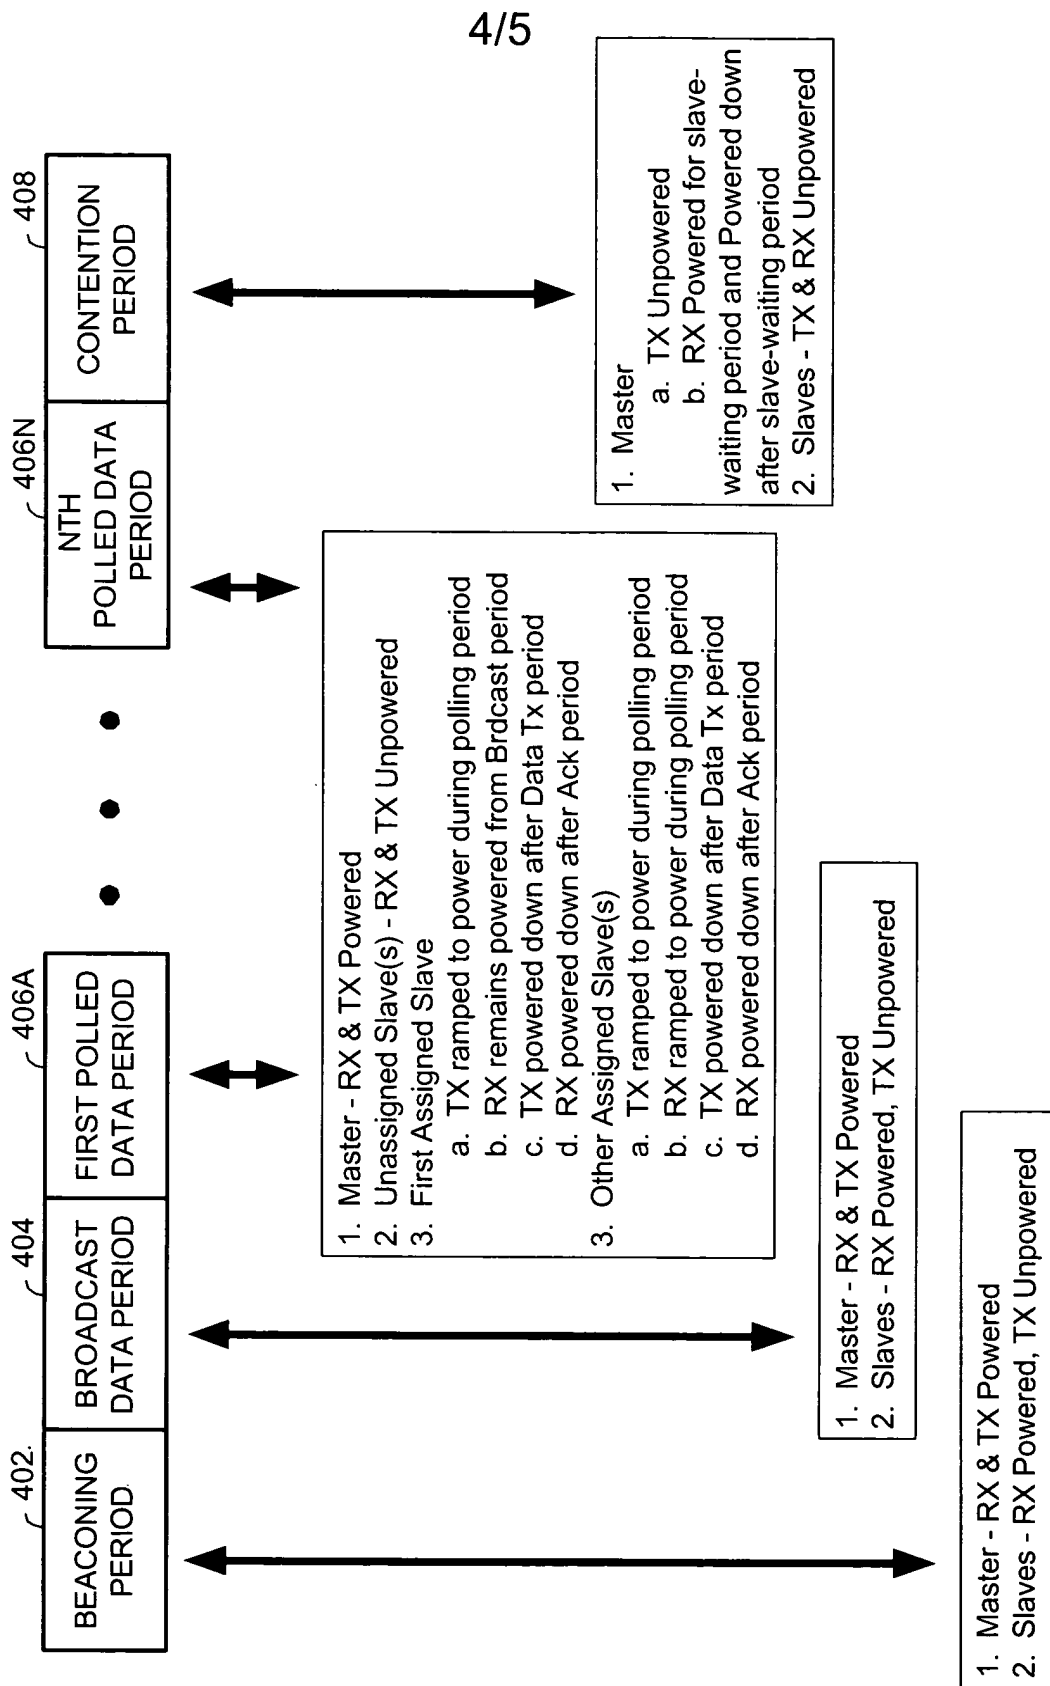 4/5
402
404
406A
406N
408
BEACONING
PERIOD
BROADCAST
DATA PERIOD
FIRST POLLED
DATA PERIOD
NTH
POLLED DATA
PERIOD
CONTENTION
PERIOD
1. Master - RX & TX Powered
2. Slaves - RX Powered, TX Unpowered
1. Master - RX & TX Powered
2. Slaves - RX Powered, TX Unpowered
1. Master - RX & TX Powered
2. Unassigned Slave(s) - RX & TX Unpowered
3. First Assigned Slave
a. TX ramped to power during polling period
b. RX remains powered from Brdcast period
c. TX powered down after Data Tx period
d. RX powered down after Ack period
3. Other Assigned Slave(s)
a. TX ramped to power during polling period
b. RX ramped to power during polling period
c. TX powered down after Data Tx period
d. RX powered down after Ack period
1. Master
a. TX Unpowered
b. RX Powered for slave-
waiting period and Powered down
after slave-waiting period
2. Slaves - TX & RX Unpowered